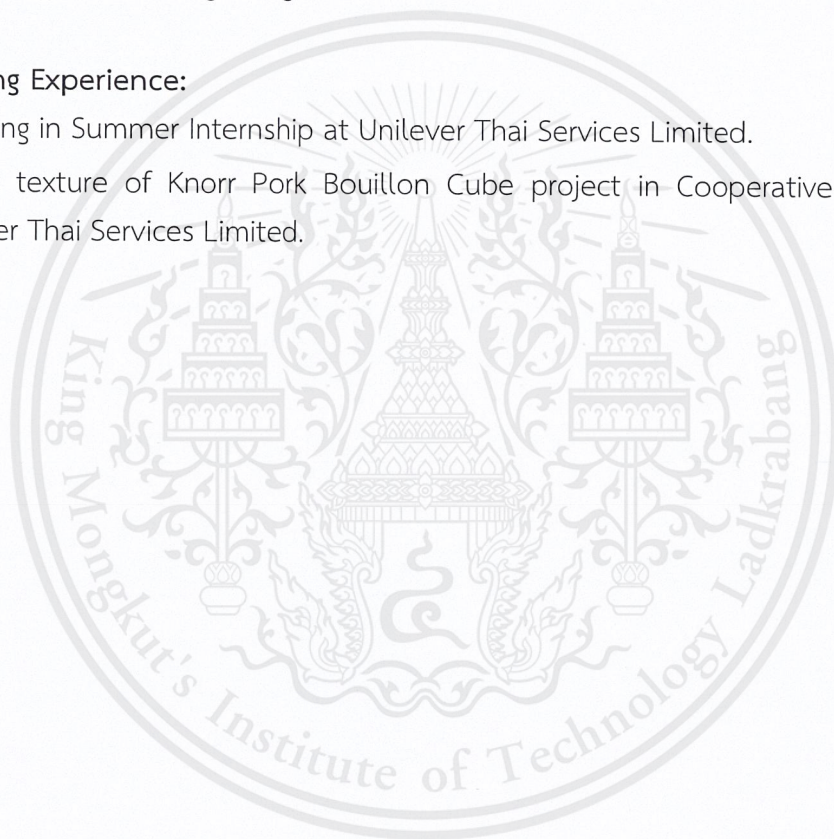 ng Experience:
ng in Summer Internship at Unilever Thai Services Limited.
texture of Knorr Pork Bouillon Cube project in Cooperative
er Thai Services Limited.
King Mongkut's Institute of Technology Ladkrabang